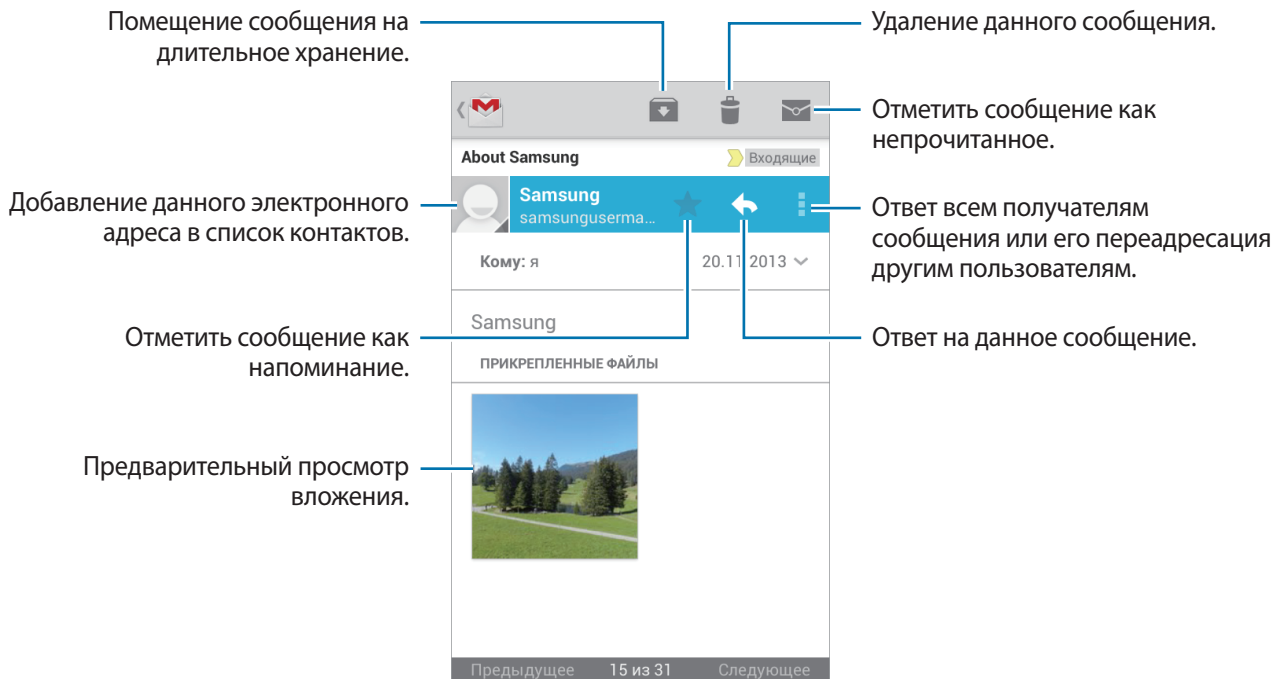 Помещение сообщения на
длительное хранение.
Удаление данного сообщения.
Отметить сообщение как
непрочитанное.
About Samsung
Входящие
Добавление данного электронного
адреса в список контактов.
Samsung
samsunguserma...
Ответ всем получателям
сообщения или его переадресация
другим пользователям.
Кому: я
20.11.2013
Samsung
Отметить сообщение как
напоминание.
Ответ на данное сообщение.
ПРИКРЕПЛЕННЫЕ ФАЙЛЫ
Предварительный просмотр
вложения.
Предыдущее 15 из 31 Следующее